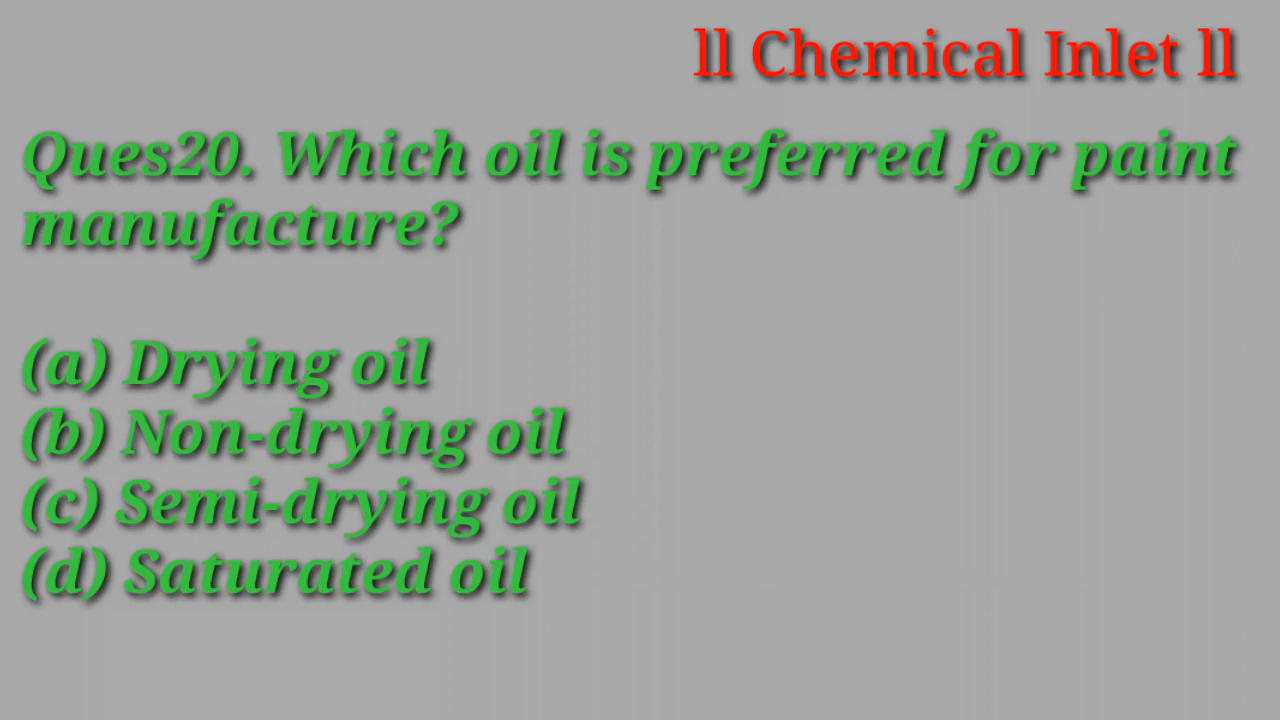 ll Chemical Inlet ll
Ques20. Which oil is preferred for paint
manufacture?
(a) Drying oil
(b) Non-drying oil
(c) Semi-drying oil
(d) Saturated oil